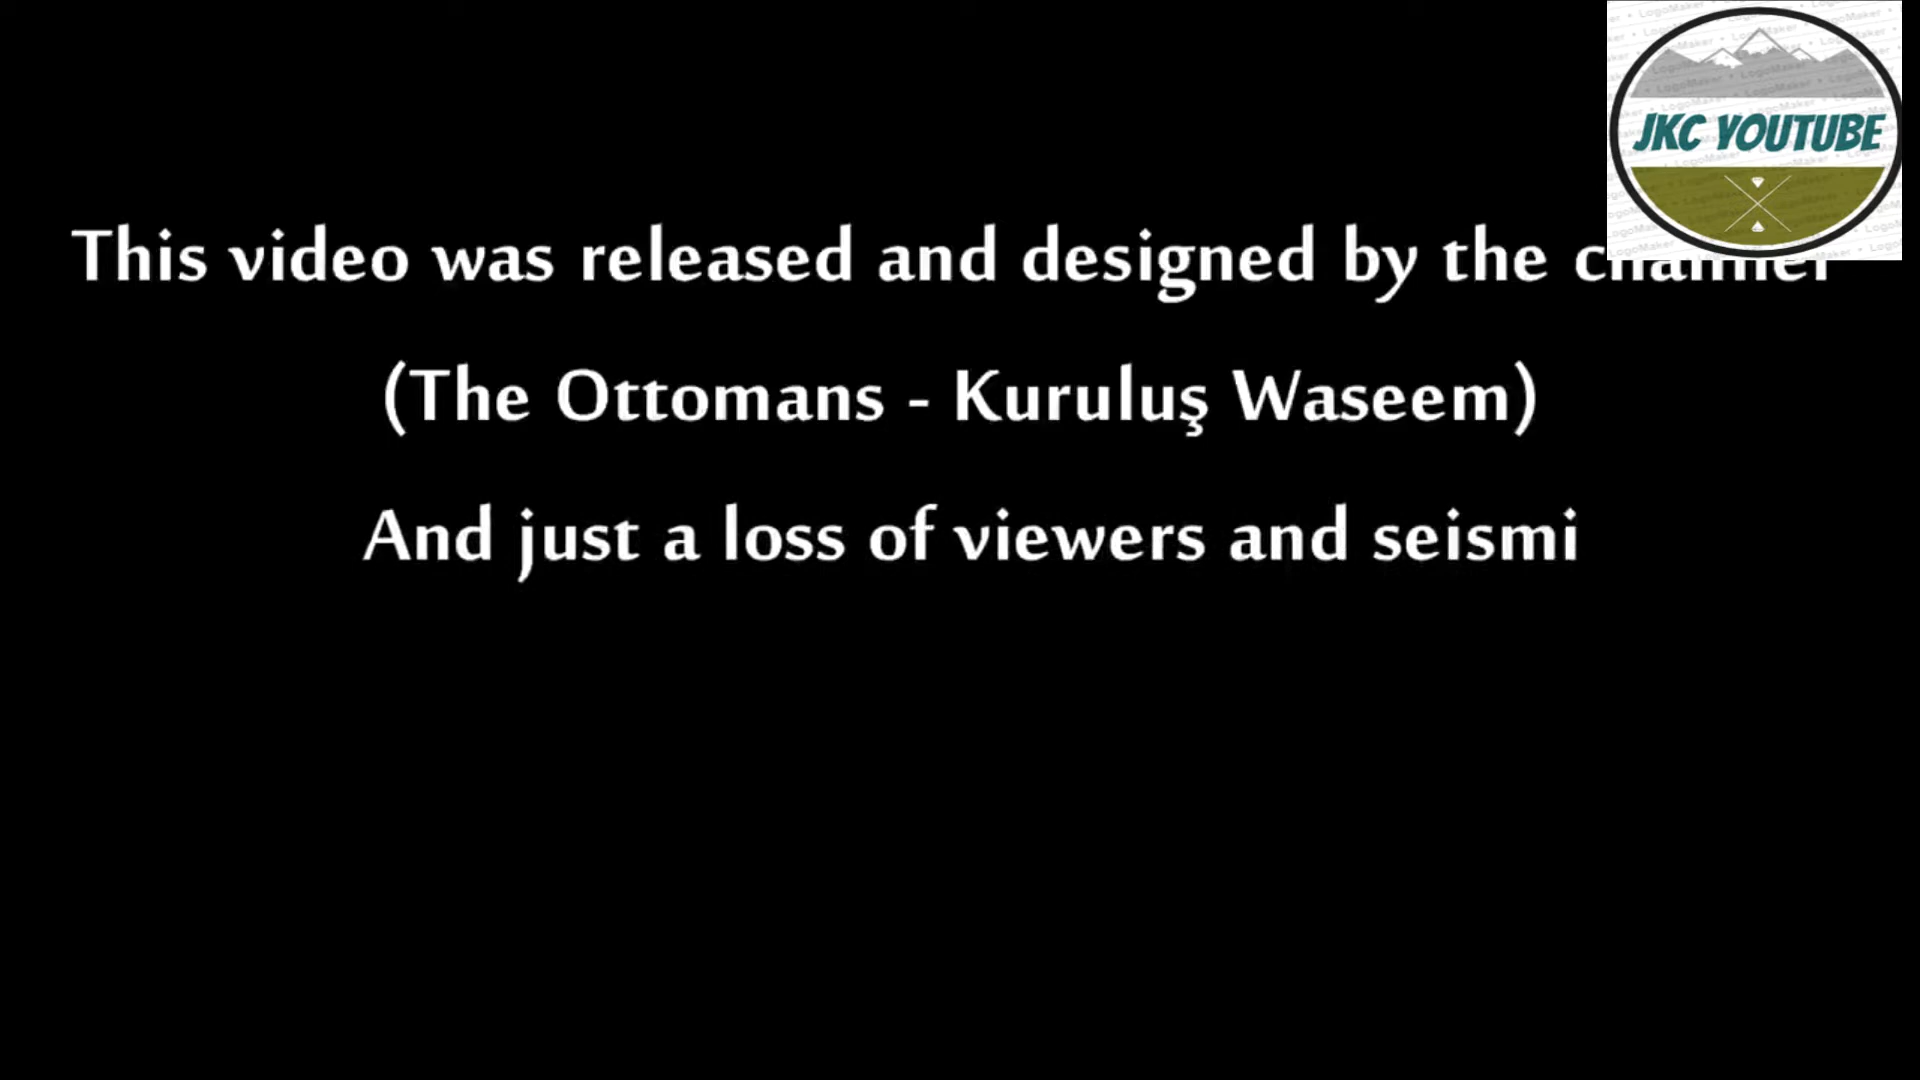 JKC YOUTUBE
This video was released and designed by the channel
(The Ottomans - Kuruluş Waseem)
And just a loss of viewers and seismi